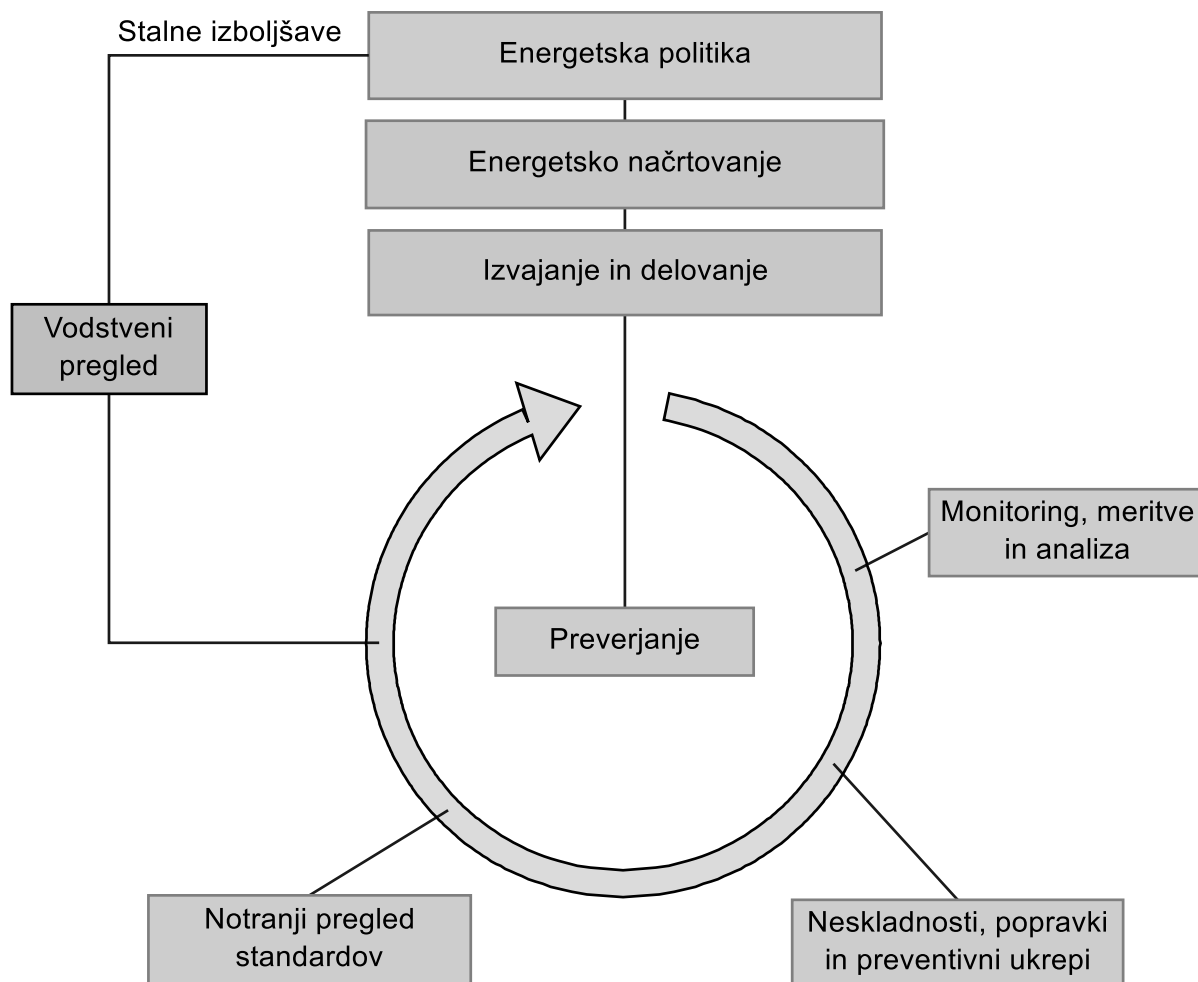 Stalne izboljšave
Energetska politika
Energetsko načrtovanje
Izvajanje in delovanje
Vodstveni
pregled
Monitoring, meritve
in analiza
Preverjanje
Notranji pregled
standardov
Neskladnosti, popravki
in preventivni ukrepi